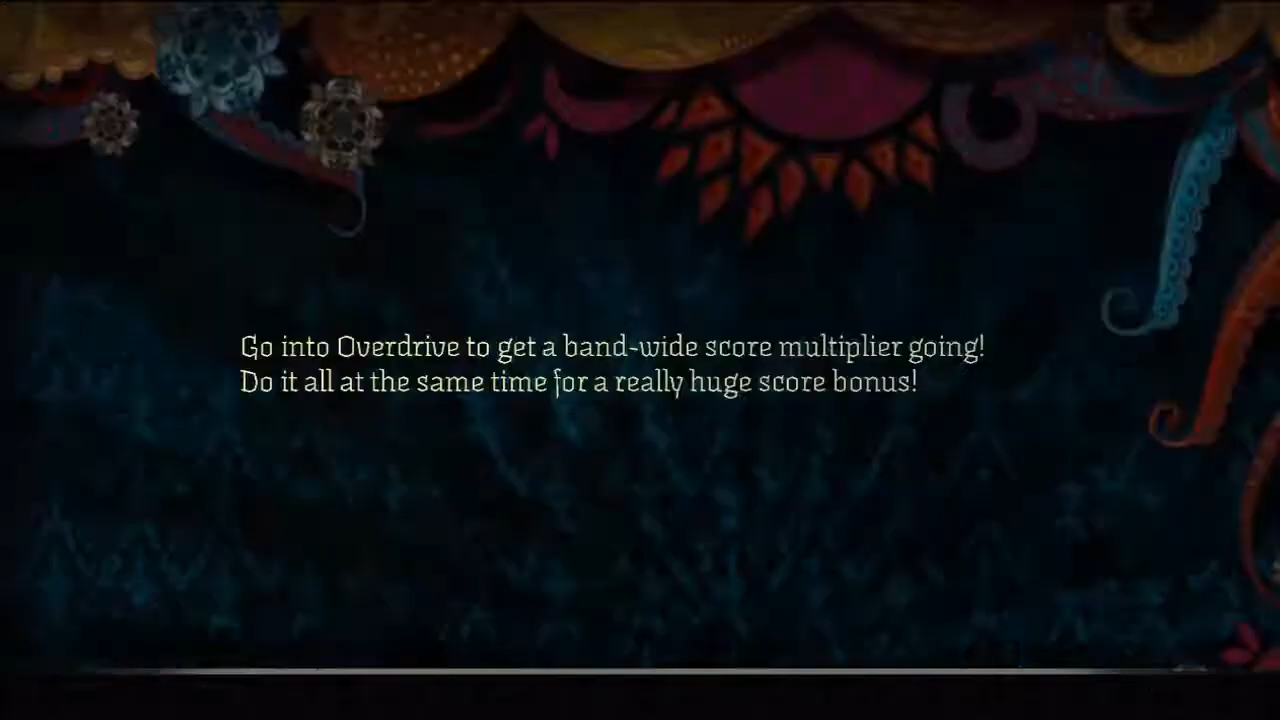 Go into Overdrive to get a band-wide score multiplier going!
Do it all at the same time for a really huge score bonus!